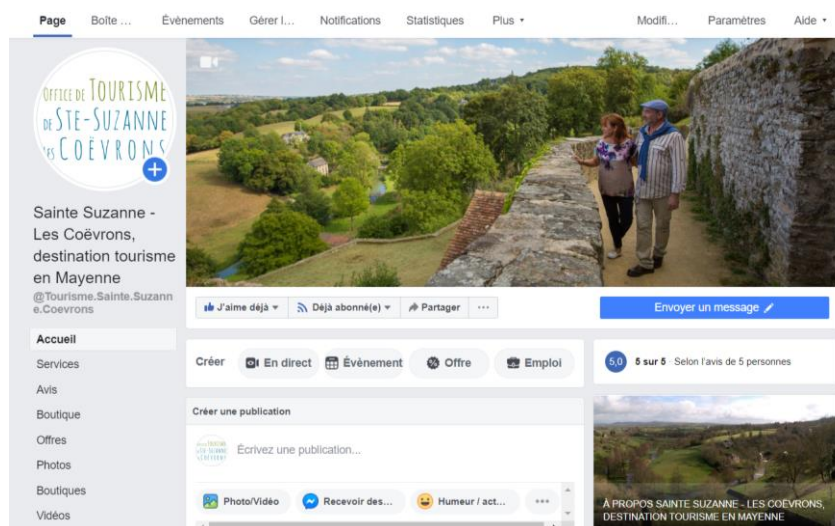 Page
Boîte …
Évènements
Gérer l…
Notifications
Statistiques
Plus
Modifi…
Paramètres
Aide
OFFICE DE TOURISME
DE STE-SUZANNE
LES COËVRONS
Sainte Suzanne -
Les Coëvrons,
destination tourisme
en Mayenne
@Tourisme.Sainte.Suzann
e.Coevrons
J'aime déjà
Déjà abonné(e)
Partager
Envoyer un message
Accueil
Services
Avis
Boutique
Offres
Photos
Boutiques
Vidéos
Créer
En direct
Évènement
Offre
Emploi
5,0
5 sur 5 · Selon l'avis de 5 personnes
Créer une publication
Écrivez une publication...
Photo/Vidéo
Recevoir des…
Humeur / act…
À PROPOS SAINTE SUZANNE - LES COËVRONS,
DESTINATION TOURISME EN MAYENNE